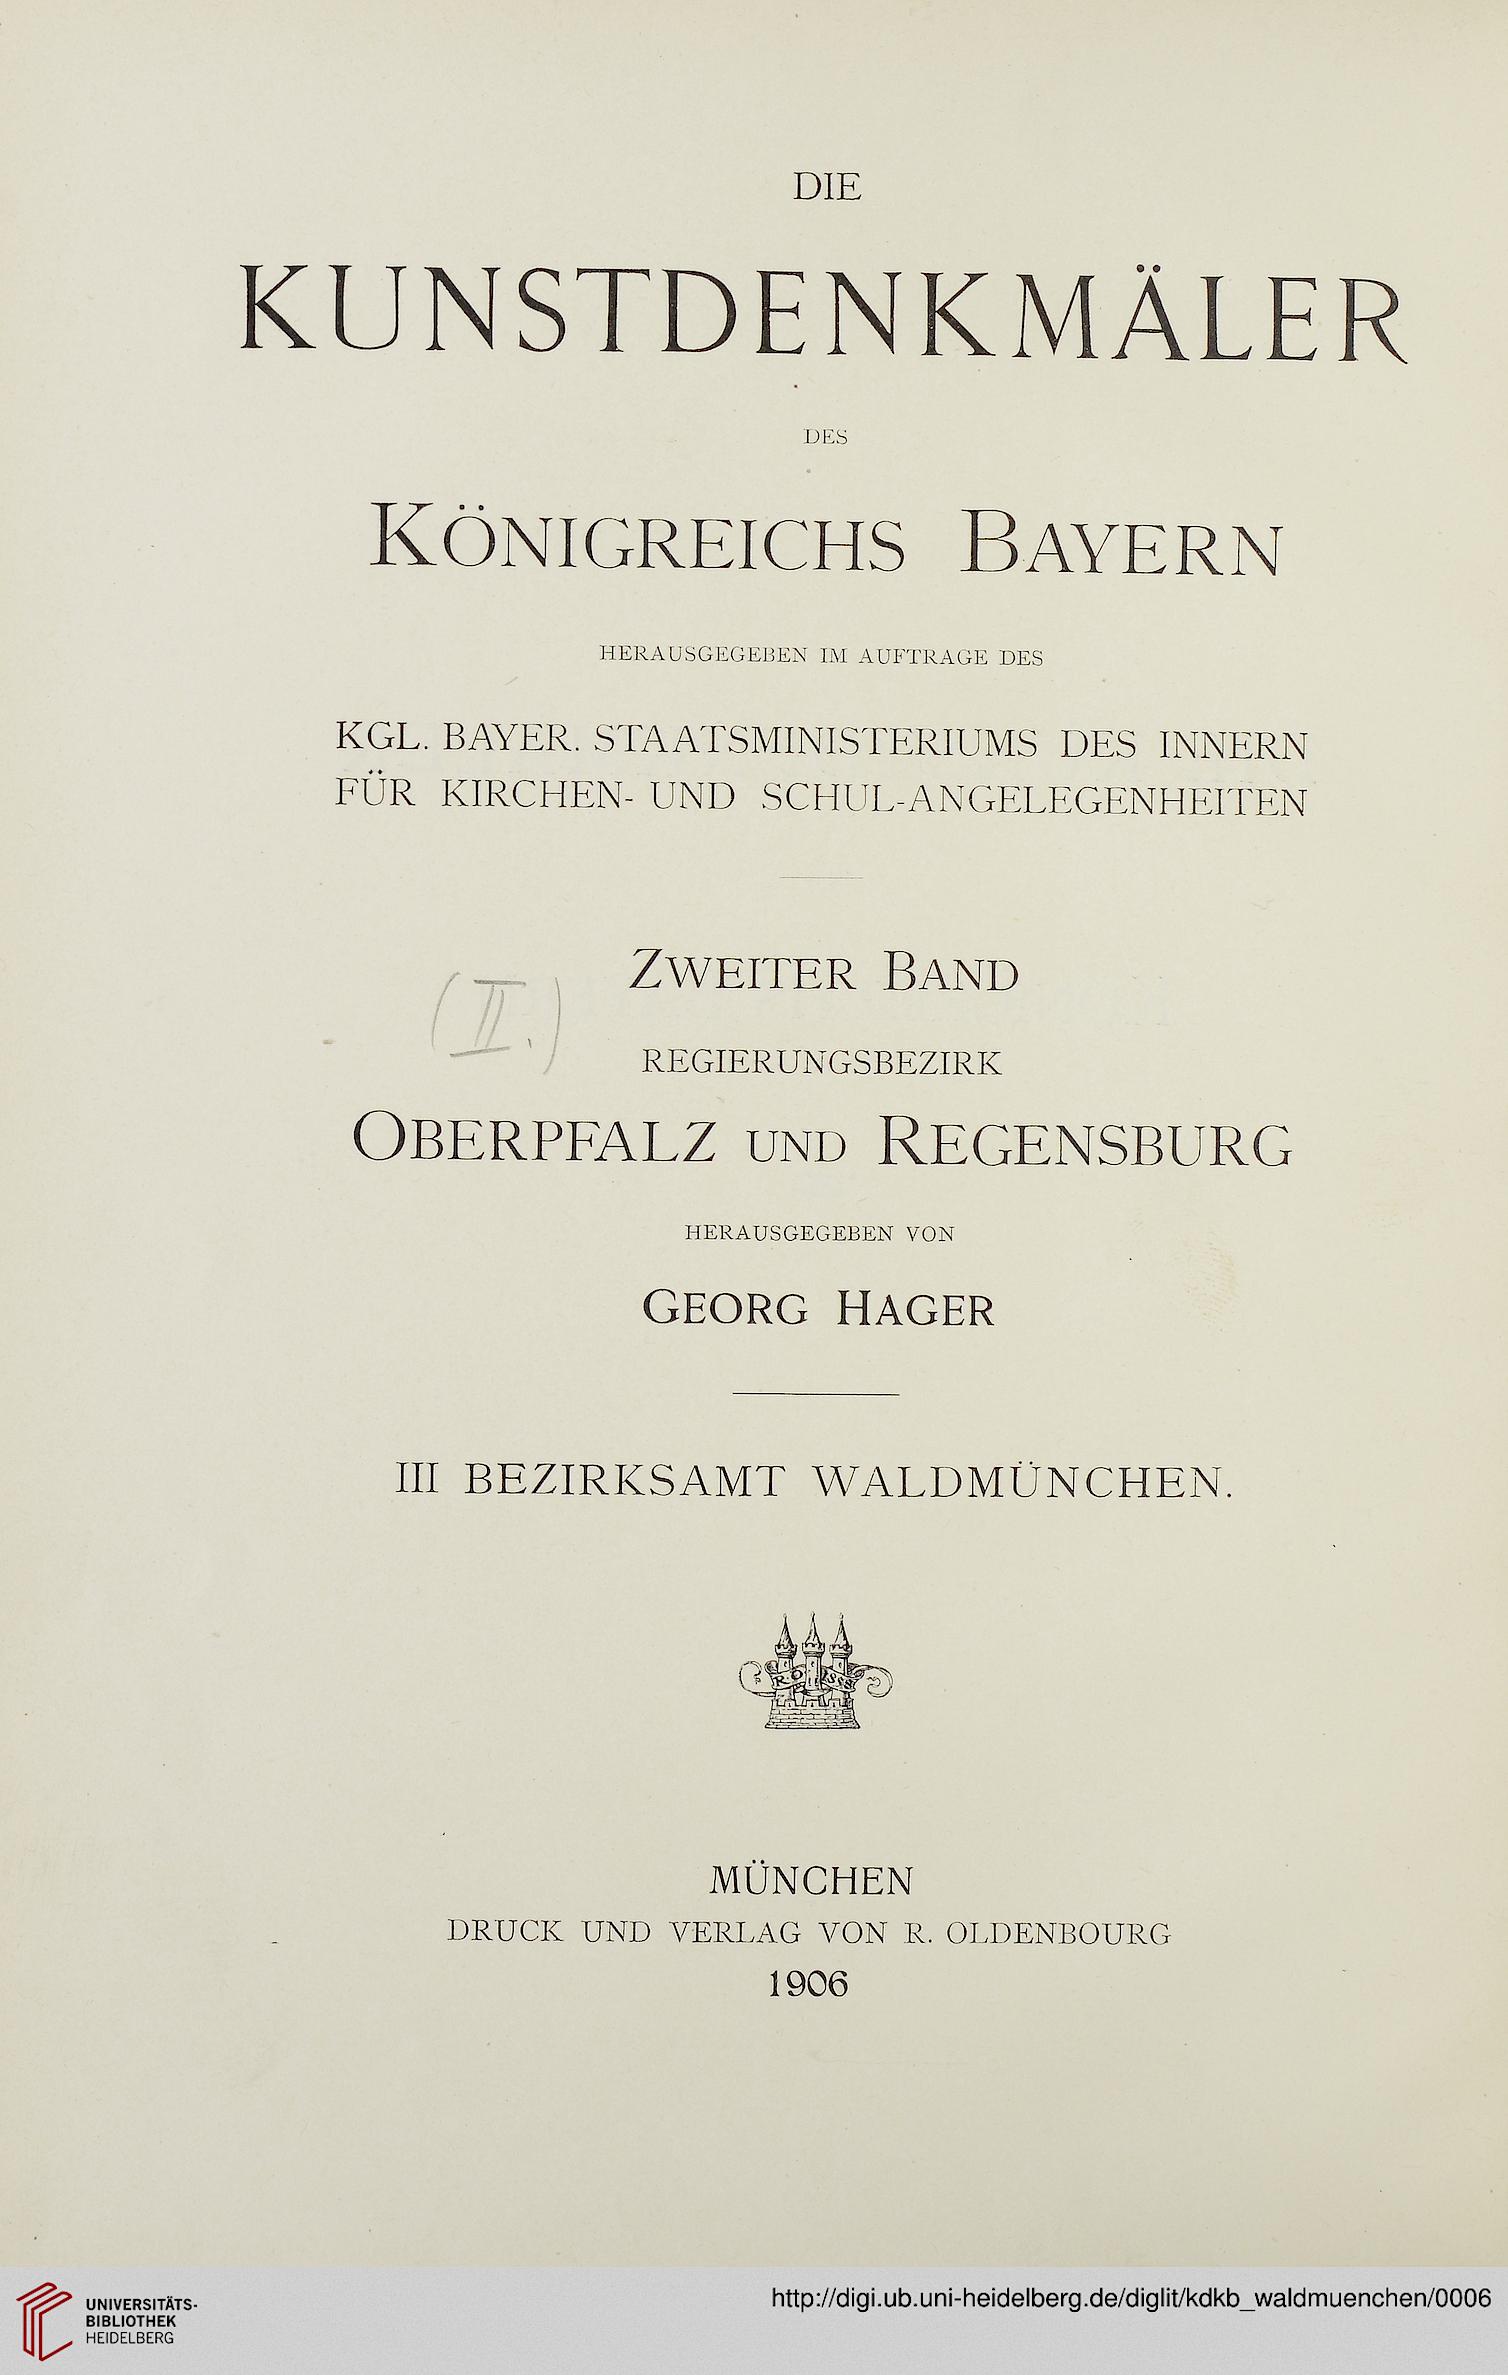 DIE
KUNSTDENKMÄLER
DES
KÖNIGREICHS BAYERN
HERAUSGEGEBEN IM AUFTRAGE DES
KGL. BAYER. STAATSMINISTERIUMS DES INNERN
FÜR KIRCHEN- UND SCHUL-ANGELEGENHEITEN
ZWEITER BAND
(II.)
REGIERUNGSBEZIRK
OBERPFALZ UND REGENSBURG
HERAUSGEGEBEN VON
GEORG HAGER
III BEZIRKSAMT WALDMÜNCHEN.
R. O. 1858
MÜNCHEN
DRUCK UND VERLAG VON R. OLDENBOURG
1906
UNIVERSITÄTS-
BIBLIOTHEK
HEIDELBERG
http://digi.ub.uni-heidelberg.de/diglit/kdkb_waldmuenchen/0006